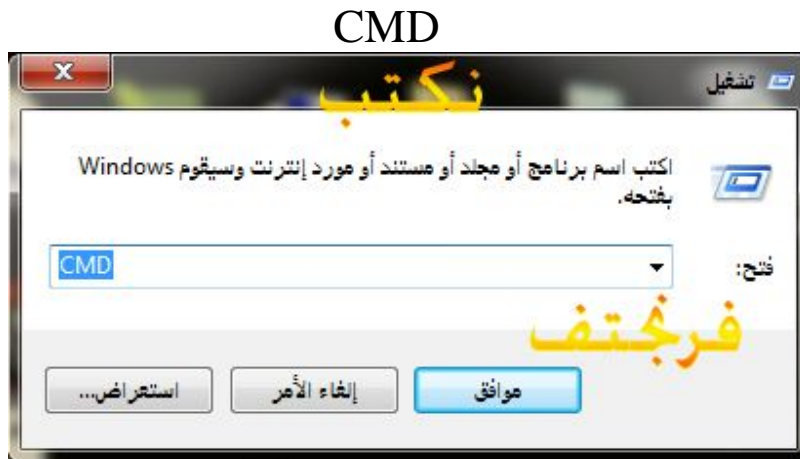 CMD
نكتب
تشغيل
اكتب اسم برنامج أو مجلد أو مستند أو مورد إنترنت وسيقوم Windows
بفتحه.
فتح: CMD
فرنجتف
موافق إلغاء الأمر استعراض...